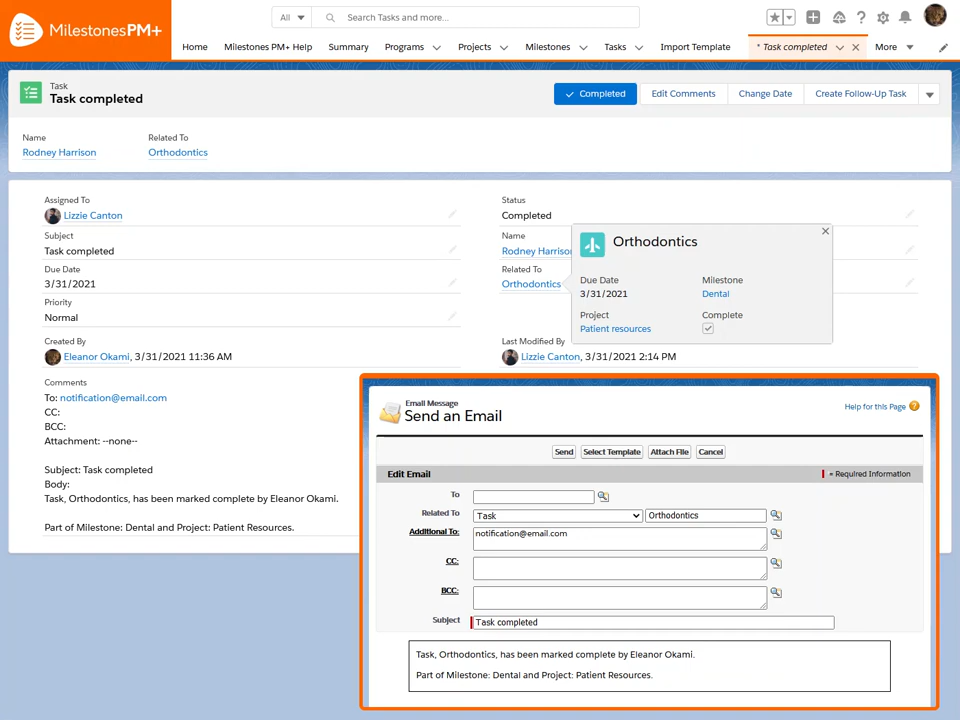 MilestonesPM+
All
Search Tasks and more...
Home
Milestones PM+ Help
Summary
Programs
Projects
Milestones
Tasks
Import Template
* Task completed
More
Task
Task completed
Completed
Edit Comments
Change Date
Create Follow-Up Task
Name
Related To
Rodney Harrison
Orthodontics
Assigned To
Lizzie Canton
Subject
Task completed
Due Date
3/31/2021
Priority
Normal
Created By
Eleanor Okami, 3/31/2021 11:36 AM
Comments
To: notification@email.com
CC:
BCC:
Attachment: --none--
Subject: Task completed
Body:
Task, Orthodontics, has been marked complete by Eleanor Okami.
Part of Milestone: Dental and Project: Patient Resources.
Status
Completed
Name
Rodney Harrison
Related To
Orthodontics
Last Modified By
Lizzie Canton, 3/31/2021 2:14 PM
Orthodontics
Due Date
Milestone
3/31/2021
Dental
Project
Complete
Patient resources
Email Message
Send an Email
Help for this Page
Send
Select Template
Attach File
Cancel
Edit Email
= Required Information
To
Related To
Task
Orthodontics
Additional To:
notification@email.com
CC:
BCC:
Subject
Task completed
Task, Orthodontics, has been marked complete by Eleanor Okami.
Part of Milestone: Dental and Project: Patient Resources.